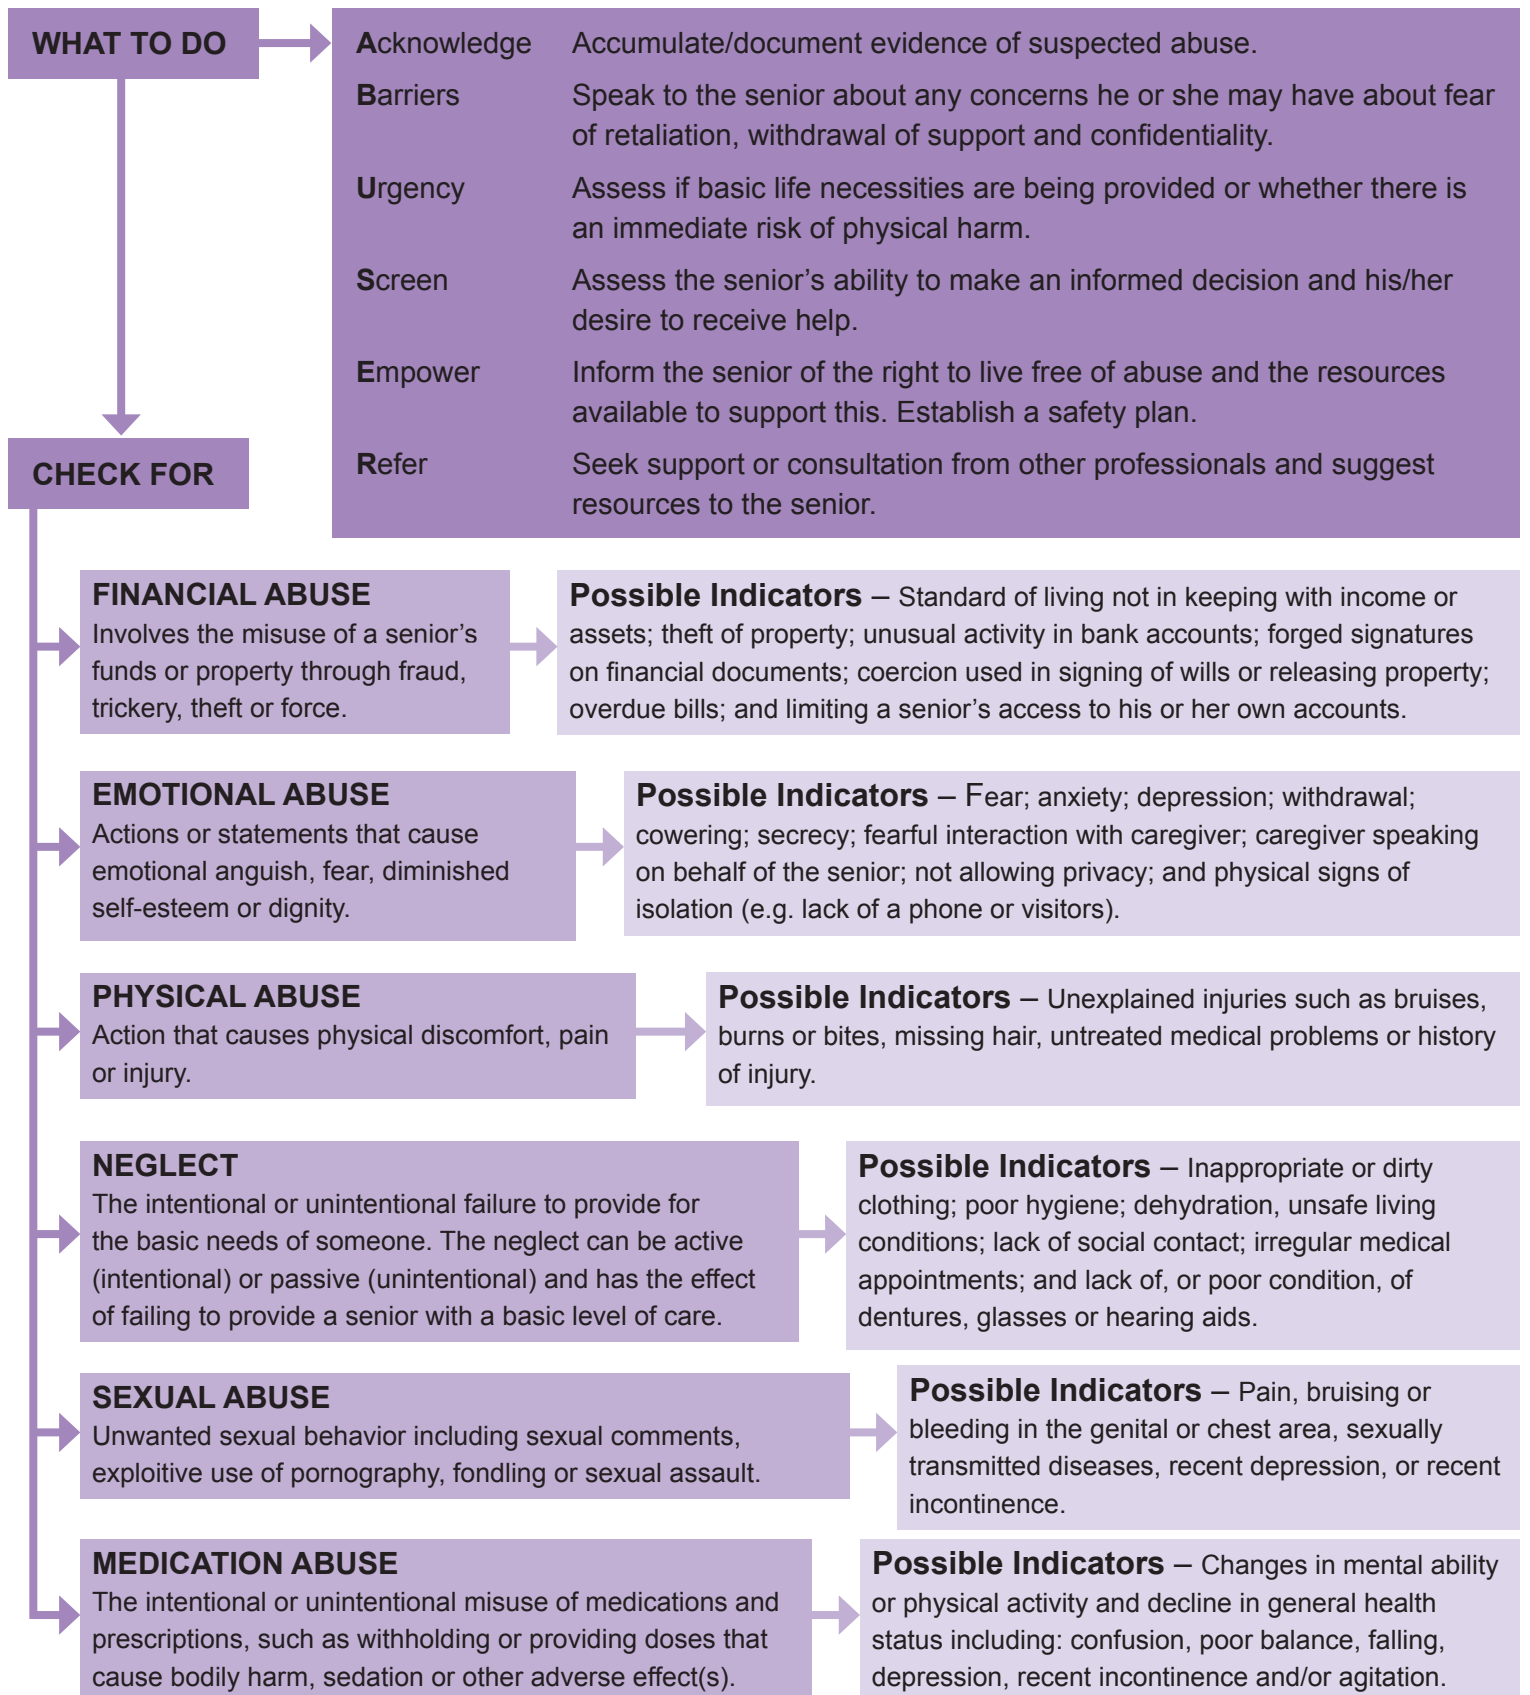 WHAT TO DO
Acknowledge Accumulate/document evidence of suspected abuse.
Barriers Speak to the senior about any concerns he or she may have about fear
of retaliation, withdrawal of support and confidentiality.
Urgency Assess if basic life necessities are being provided or whether there is
an immediate risk of physical harm.
Screen Assess the senior's ability to make an informed decision and his/her
desire to receive help.
Empower Inform the senior of the right to live free of abuse and the resources
available to support this. Establish a safety plan.
Refer Seek support or consultation from other professionals and suggest
resources to the senior.
CHECK FOR
FINANCIAL ABUSE
Involves the misuse of a senior's
funds or property through fraud,
trickery, theft or force.
Possible Indicators – Standard of living not in keeping with income or
assets; theft of property; unusual activity in bank accounts; forged signatures
on financial documents; coercion used in signing of wills or releasing property;
overdue bills; and limiting a senior's access to his or her own accounts.
EMOTIONAL ABUSE
Actions or statements that cause
emotional anguish, fear, diminished
self-esteem or dignity.
Possible Indicators – Fear; anxiety; depression; withdrawal;
cowering; secrecy; fearful interaction with caregiver; caregiver speaking
on behalf of the senior; not allowing privacy; and physical signs of
isolation (e.g. lack of a phone or visitors).
PHYSICAL ABUSE
Action that causes physical discomfort, pain
or injury.
Possible Indicators – Unexplained injuries such as bruises,
burns or bites, missing hair, untreated medical problems or history
of injury.
NEGLECT
The intentional or unintentional failure to provide for
the basic needs of someone. The neglect can be active
(intentional) or passive (unintentional) and has the effect
of failing to provide a senior with a basic level of care.
Possible Indicators – Inappropriate or dirty
clothing; poor hygiene; dehydration, unsafe living
conditions; lack of social contact; irregular medical
appointments; and lack of, or poor condition, of
dentures, glasses or hearing aids.
SEXUAL ABUSE
Unwanted sexual behavior including sexual comments,
exploitive use of pornography, fondling or sexual assault.
Possible Indicators – Pain, bruising or
bleeding in the genital or chest area, sexually
transmitted diseases, recent depression, or recent
incontinence.
MEDICATION ABUSE
The intentional or unintentional misuse of medications and
prescriptions, such as withholding or providing doses that
cause bodily harm, sedation or other adverse effect(s).
Possible Indicators – Changes in mental ability
or physical activity and decline in general health
status including: confusion, poor balance, falling,
depression, recent incontinence and/or agitation.